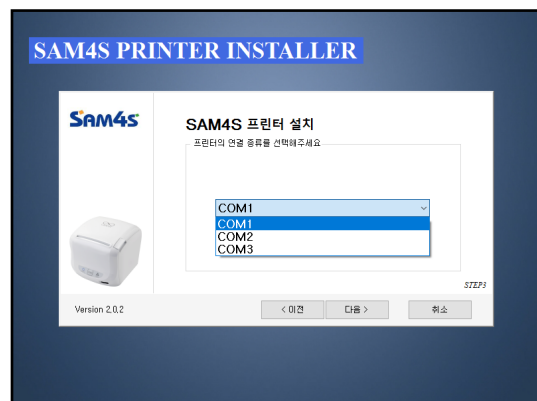 SAM4S PRINTER INSTALLER
SAM4S
SAM4S 프린터 설치
프린터의 연결 종류를 선택해주세요
COM1
COM1
COM2
COM3
STEP3
Version 2,0,2
< 이전
다음 >
취소